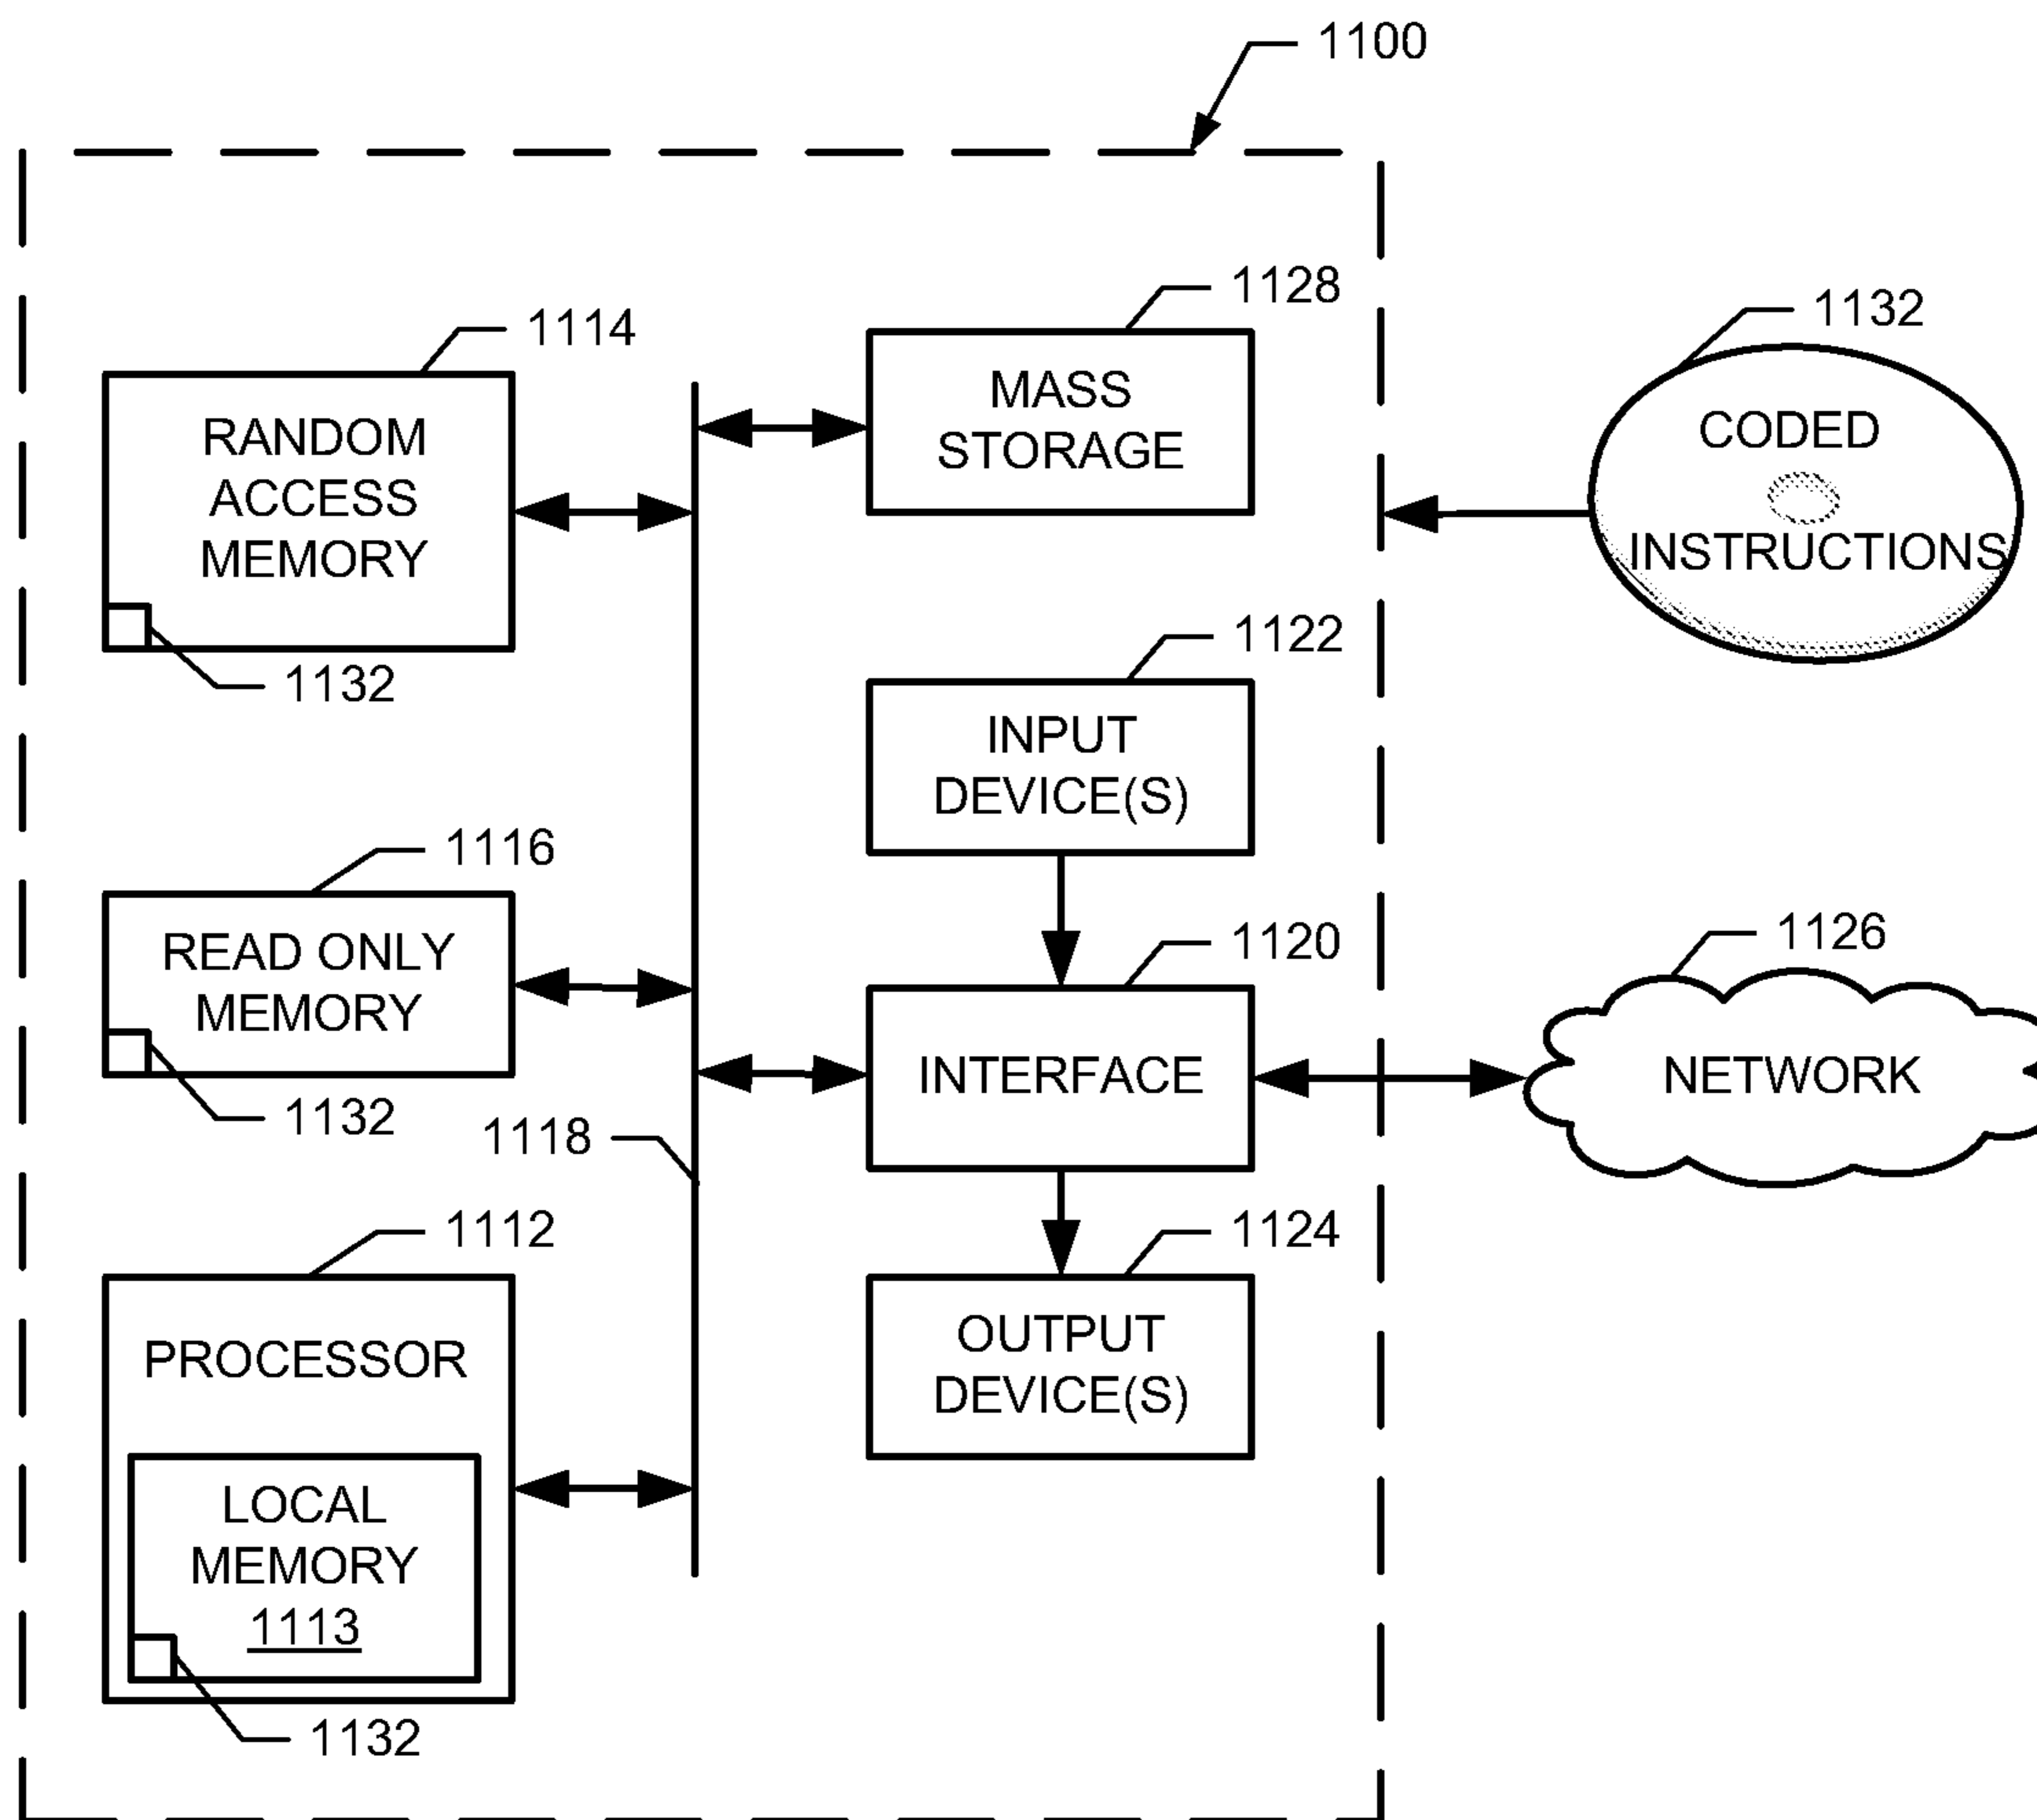 1100
1128
1132
1114
MASS
STORAGE
CODED
INSTRUCTIONS
RANDOM
ACCESS
MEMORY
1132
1122
INPUT
DEVICE(S)
1116
READ ONLY
MEMORY
1132
1120
INTERFACE
1126
NETWORK
1118
1112
PROCESSOR
LOCAL
MEMORY
1113
1132
1124
OUTPUT
DEVICE(S)